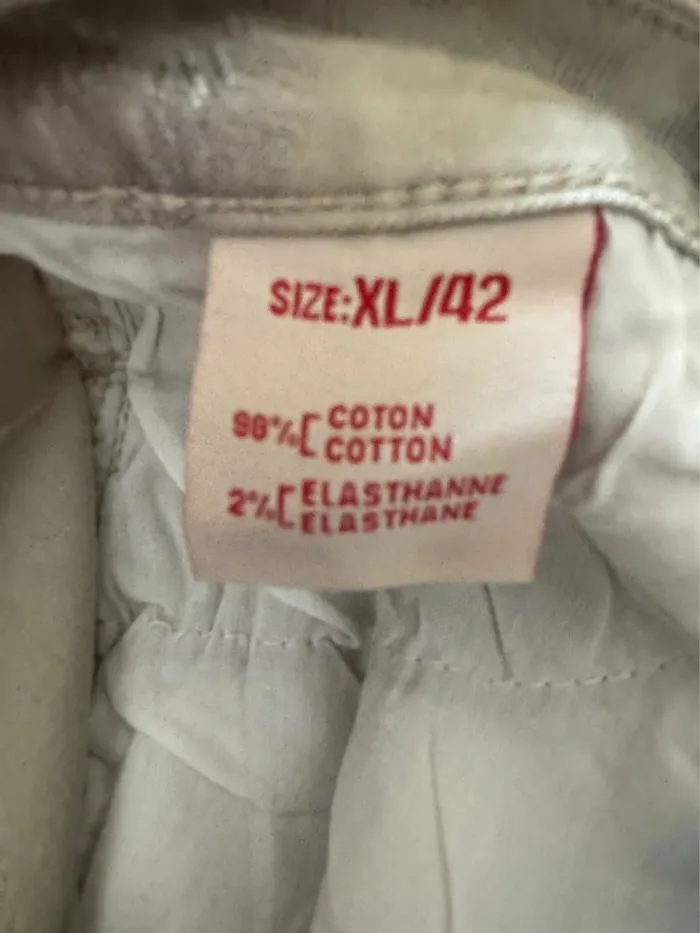 SIZE:XL/42
98%[COTON
COTTON
2%[ELASTHANNE
ELASTHANE